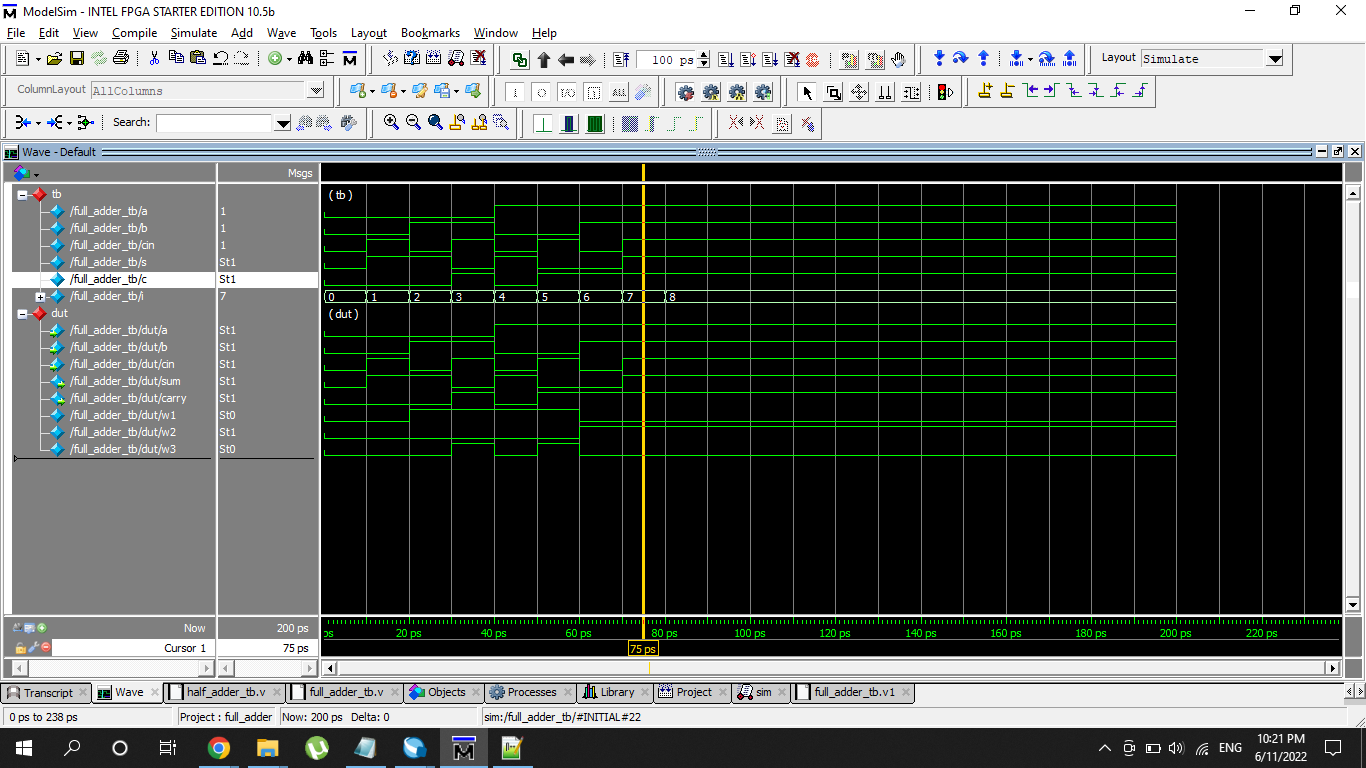 ModelSim - INTEL FPGA STARTER EDITION 10.5b
File Edit View Compile Simulate Add Wave Tools Layout Bookmarks Window Help
100 ps
Layout Simulate
ColumnLayout AllColumns
Search:
Wave - Default
Msgs
tb
(tb)
/full_adder_tb/a 1
/full_adder_tb/b 1
/full_adder_tb/cin 1
/full_adder_tb/s St1
/full_adder_tb/c St1
/full_adder_tb/i 7 0 1 2 3 4 5 6 7 8
dut
(dut)
/full_adder_tb/dut/a St1
/full_adder_tb/dut/b St1
/full_adder_tb/dut/cin St1
/full_adder_tb/dut/sum St1
/full_adder_tb/dut/carry St1
/full_adder_tb/dut/w1 St0
/full_adder_tb/dut/w2 St1
/full_adder_tb/dut/w3 St0
Now 200 ps
ps 20 ps 40 ps 60 ps 80 ps 100 ps 120 ps 140 ps 160 ps 180 ps 200 ps 220 ps
Cursor 1 75 ps 75 ps
Transcript Wave half_adder_tb.v full_adder_tb.v Objects Processes Library Project sim full_adder_tb.v1
0 ps to 238 ps Project : full_adder Now: 200 ps Delta: 0 sim:/full_adder_tb/#INITIAL#22
ENG
10:21 PM
6/11/2022